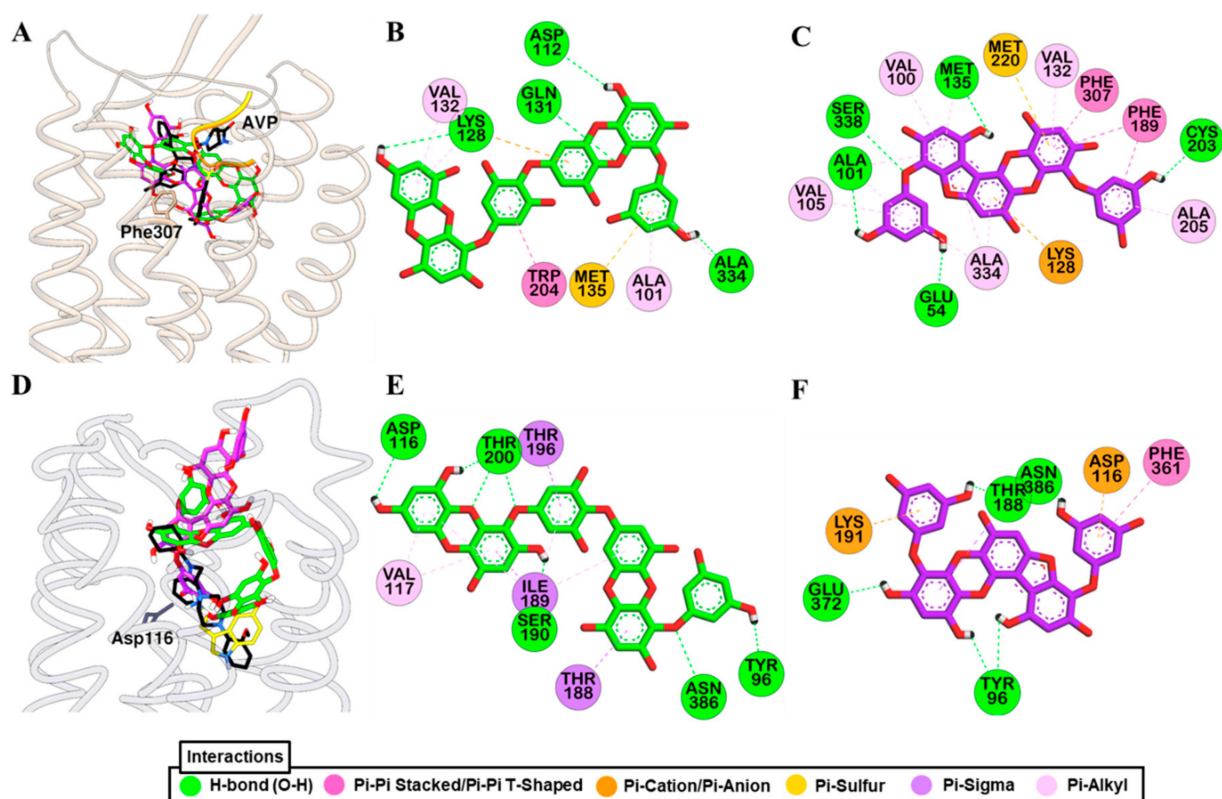 A
AVP
Phe307
B
ASP
112
VAL
132
GLN
131
LYS
128
TRP
204
MET
135
ALA
101
ALA
334
C
VAL
100
MET
135
MET
220
VAL
132
PHE
307
SER
338
PHE
189
CYS
203
ALA
101
VAL
105
ALA
205
ALA
334
LYS
128
GLU
54
D
Asp116
E
ASP
116
THR
200
THR
196
VAL
117
ILE
189
SER
190
THR
188
ASN
386
TYR
96
F
ASN
386
THR
188
ASP
116
PHE
361
LYS
191
GLU
372
TYR
96
Interactions
H-bond (O-H) Pi-Pi Stacked/Pi-Pi T-Shaped Pi-Cation/Pi-Anion Pi-Sulfur Pi-Sigma Pi-Alkyl